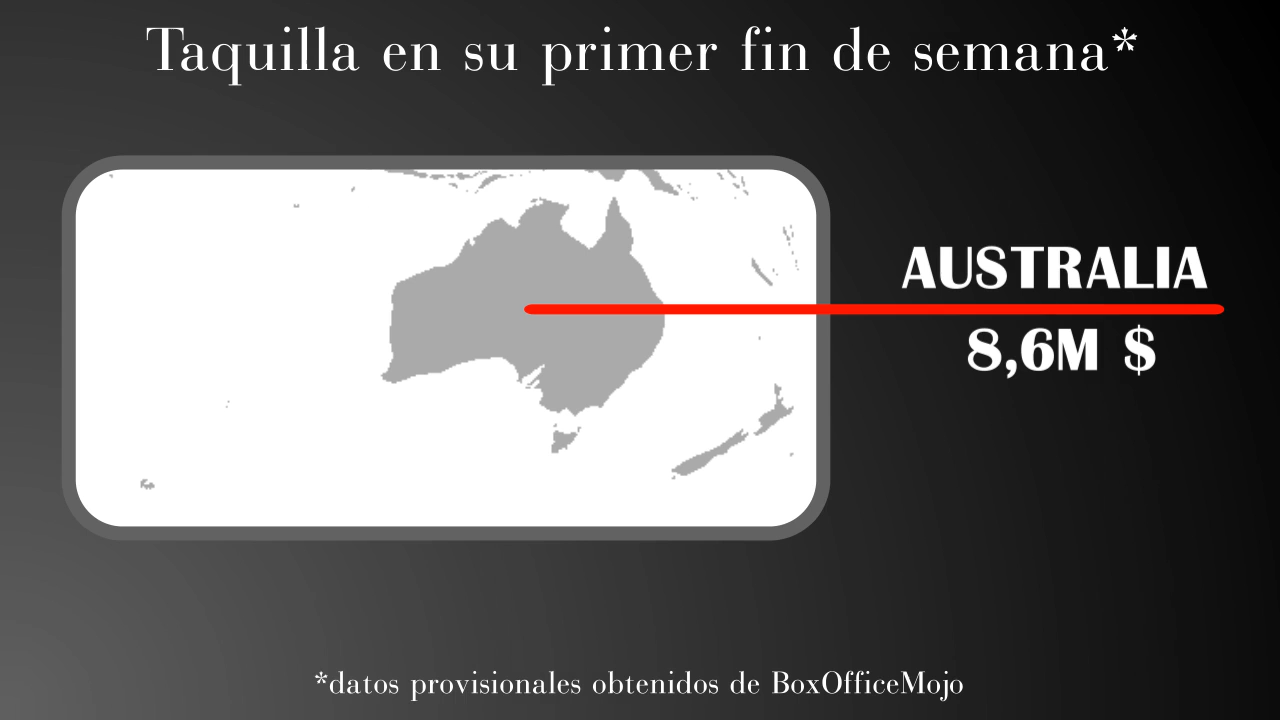 Taquilla en su primer fin de semana*
AUSTRALIA
8,6M $
*datos provisionales obtenidos de BoxOfficeMojo